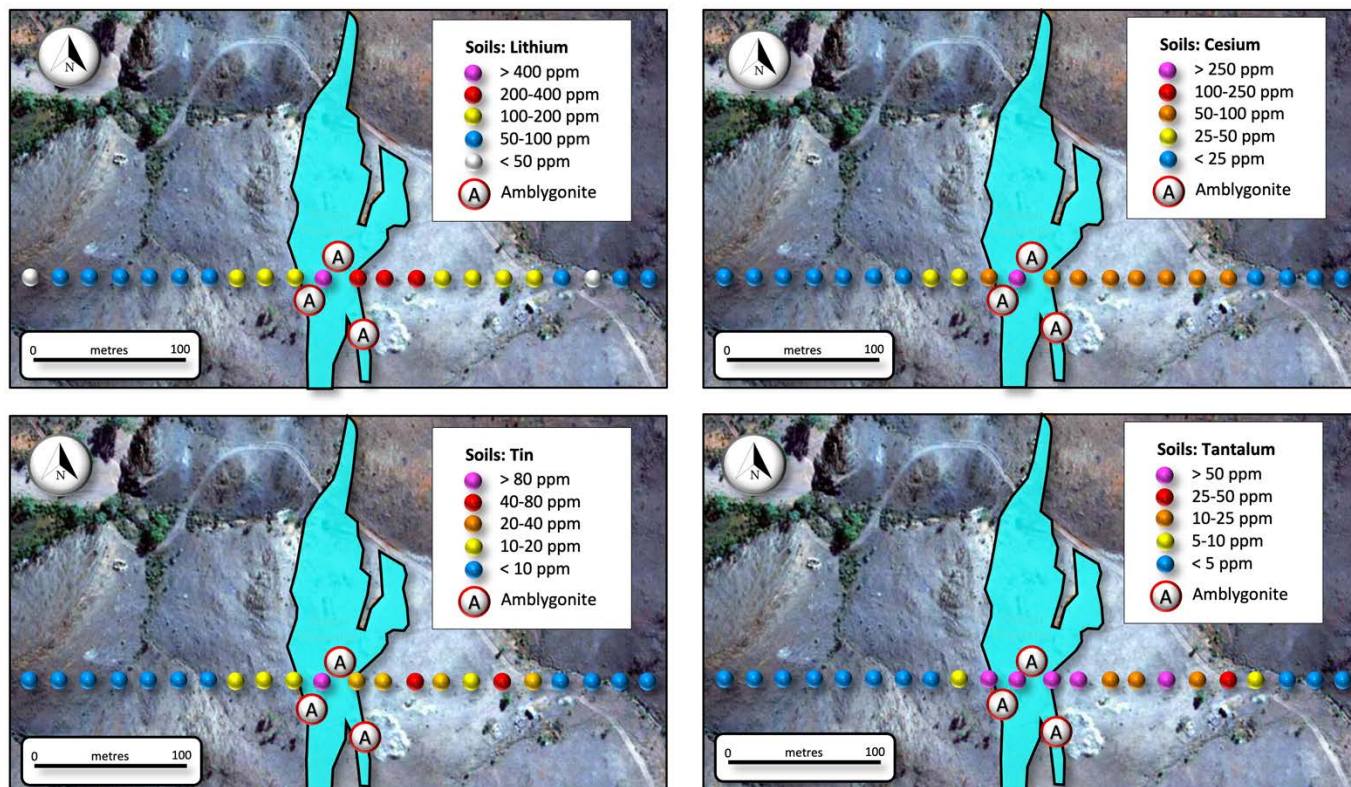 N
Soils: Lithium
> 400 ppm
200-400 ppm
100-200 ppm
50-100 ppm
< 50 ppm
A Amblygonite
A
A
A
0 metres 100
N
Soils: Cesium
> 250 ppm
100-250 ppm
50-100 ppm
25-50 ppm
< 25 ppm
A Amblygonite
A
A
A
0 metres 100
N
Soils: Tin
> 80 ppm
40-80 ppm
20-40 ppm
10-20 ppm
< 10 ppm
A Amblygonite
A
A
A
0 metres 100
N
Soils: Tantalum
> 50 ppm
25-50 ppm
10-25 ppm
5-10 ppm
< 5 ppm
A Amblygonite
A
A
A
0 metres 100